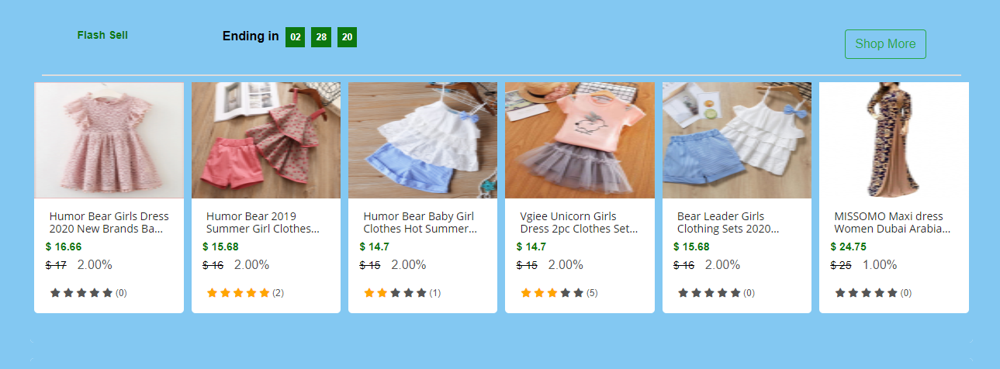 Flash Sell
Ending in 02 28 20
Shop More
Humor Bear Girls Dress
2020 New Brands Ba...
$ 16.66
$ 17 2.00%
(0)
Humor Bear 2019
Summer Girl Clothes...
$ 15.68
$ 16 2.00%
(2)
Humor Bear Baby Girl
Clothes Hot Summer...
$ 14.7
$ 15 2.00%
(1)
Vgiee Unicorn Girls
Dress 2pc Clothes Set...
$ 14.7
$ 15 2.00%
(5)
Bear Leader Girls
Clothing Sets 2020...
$ 15.68
$ 16 2.00%
(0)
MISSOMO Maxi dress
Women Dubai Arabia...
$ 24.75
$ 25 1.00%
(0)